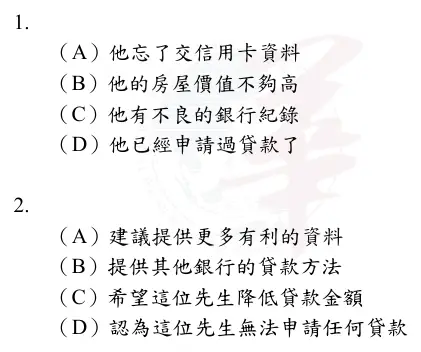 1.
（A）他忘了交信用卡資料
（B）他的房屋價值不夠高
（C）他有不良的銀行紀錄
（D）他已經申請過貸款了
2.
（A）建議提供更多有利的資料
（B）提供其他銀行的貸款方法
（C）希望這位先生降低貸款金額
（D）認為這位先生無法申請任何貸款